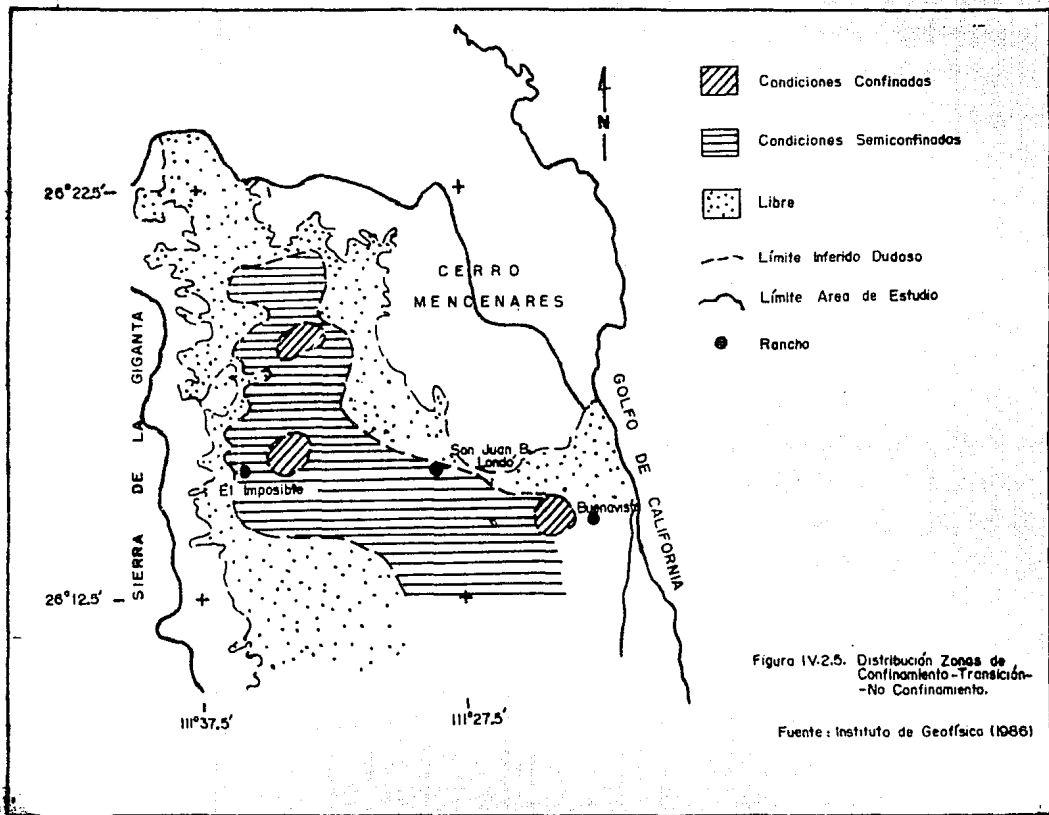 Condiciones Confinadas
Condiciones Semiconfinadas
Libre
Límite Inferido Dudoso
Límite Area de Estudio
Rancho
N
26°22.5'
26°12.5'
111°37.5'
111°27.5'
CERRO
MENCENARES
SIERRA DE LA GIGANTA
GOLFO DE CALIFORNIA
San Juan B.
Londo
El Imposible
Buenavista
Figura IV.2.5. Distribución Zonas de
Confinamiento-Transición-
-No Confinamiento.
Fuente: Instituto de Geofísica (1986)